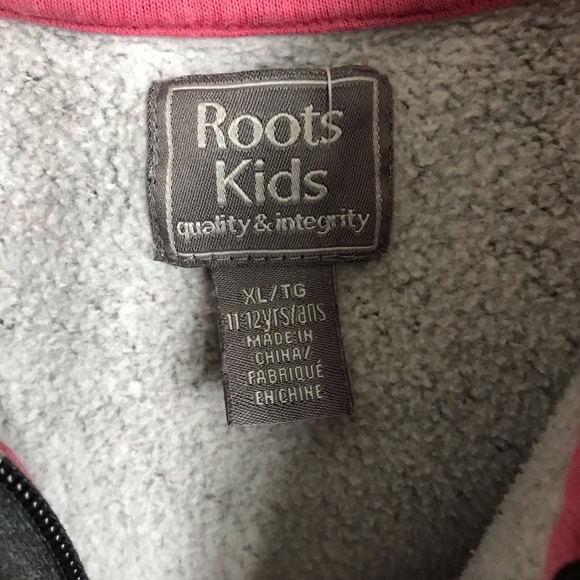 Roots
Kids
quality & integrity
XL/TG
11-12yrs/ans
MADE IN
CHINA/
FABRIQUÉ
EN CHINE